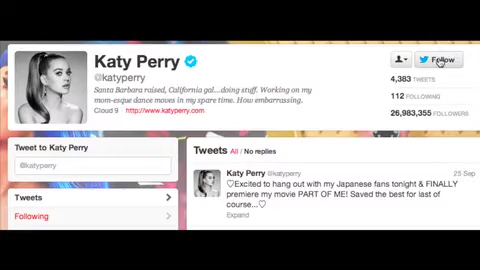 Katy Perry
@katyperry
Santa Barbara raised, California gal...doing stuff. Working on my
mom-esque dance moves in my spare time. How embarrassing.
Cloud 9 · http://www.katyperry.com
Follow
4,383 TWEETS
112 FOLLOWING
26,983,355 FOLLOWERS
Tweet to Katy Perry
@katyperry
Tweets
Following
Tweets All / No replies
Katy Perry @katyperry 25 Sep
♡Excited to hang out with my Japanese fans tonight & FINALLY
premiere my movie PART OF ME! Saved the best for last of
course...♡
Expand